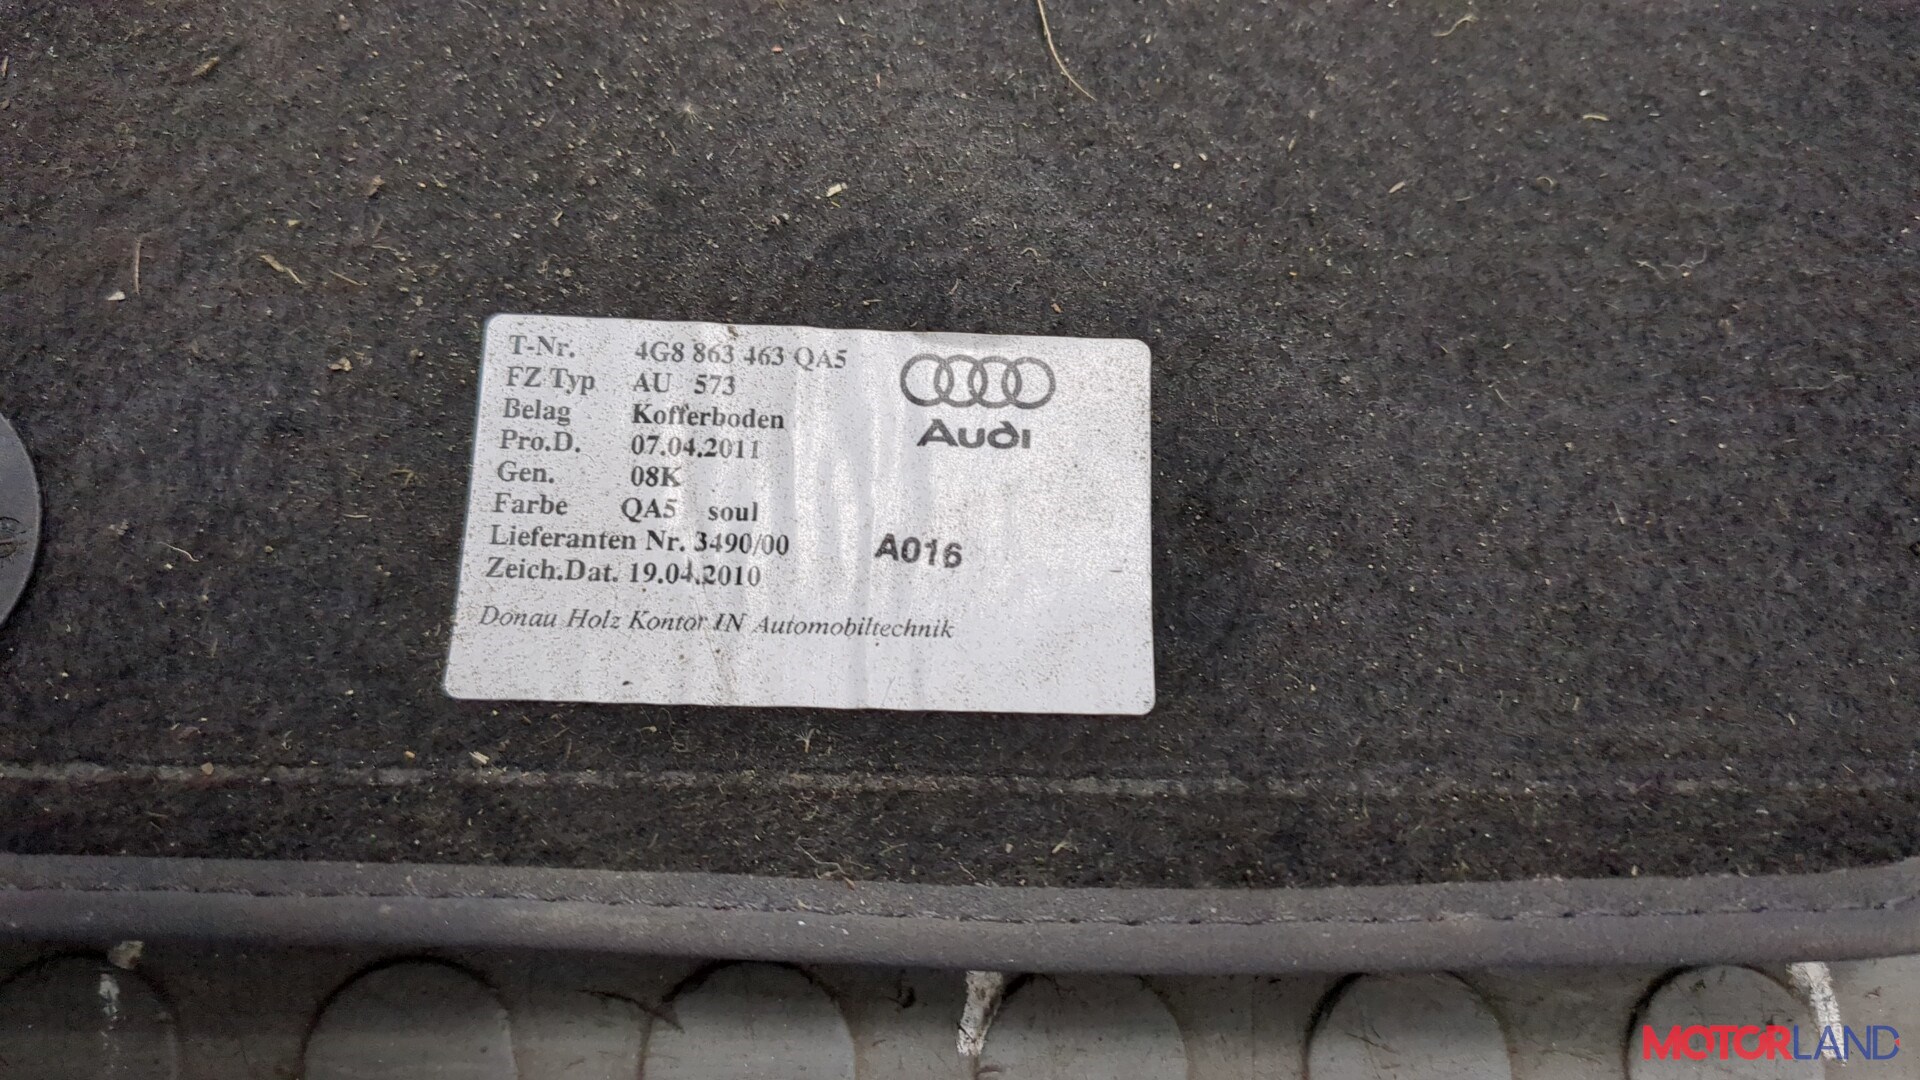 T-Nr. 4G8 863 463 QA5
FZ Typ AU 573
Belag Kofferboden
Pro.D. 07.04.2011
Gen. 08K
Farbe QA5 soul
Lieferanten Nr. 3490/00
Zeich.Dat. 19.04.2010
Donau Holz Kontor IN Automobiltechnik
Audi
A016
MOTORLAND